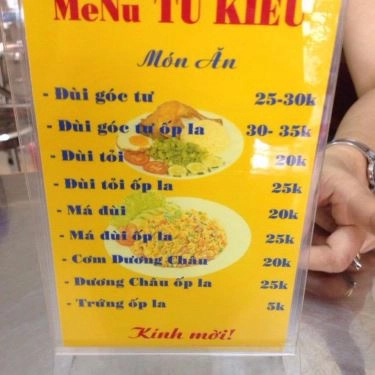 MeNu TU KIEU
Món Ăn
- Đùi góc tư 25-30k
- Đùi góc tư ốp la 30- 35k
- Đùi tỏi 20k
- Đùi tỏi ốp la 25k
- Má đùi 20k
- Má đùi ốp la 25k
- Cơm Dương Châu 20k
- Dương Châu ốp la 25k
- Trứng ốp la 5k
Kính mời!